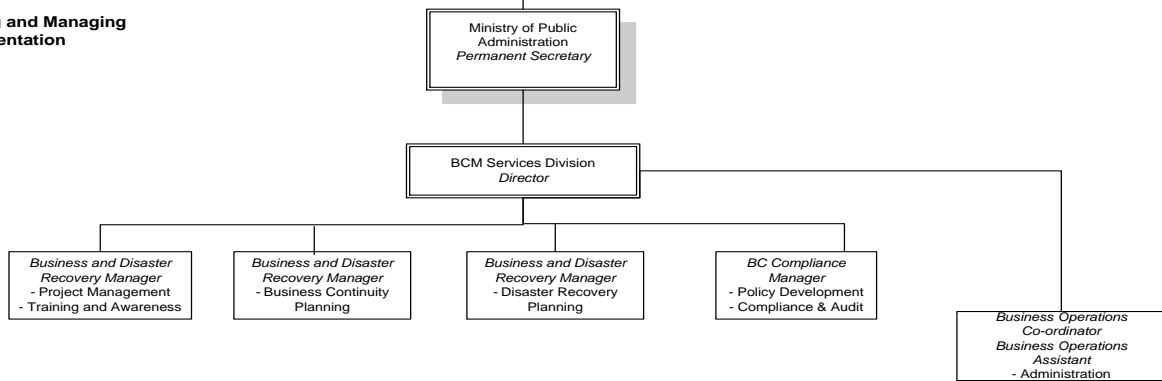 g and Managing
entation
Ministry of Public
Administration
Permanent Secretary
BCM Services Division
Director
Business and Disaster
Recovery Manager
- Project Management
- Training and Awareness
Business and Disaster
Recovery Manager
- Business Continuity
Planning
Business and Disaster
Recovery Manager
- Disaster Recovery
Planning
BC Compliance
Manager
- Policy Development
- Compliance & Audit
Business Operations
Co-ordinator
Business Operations
Assistant
- Administration